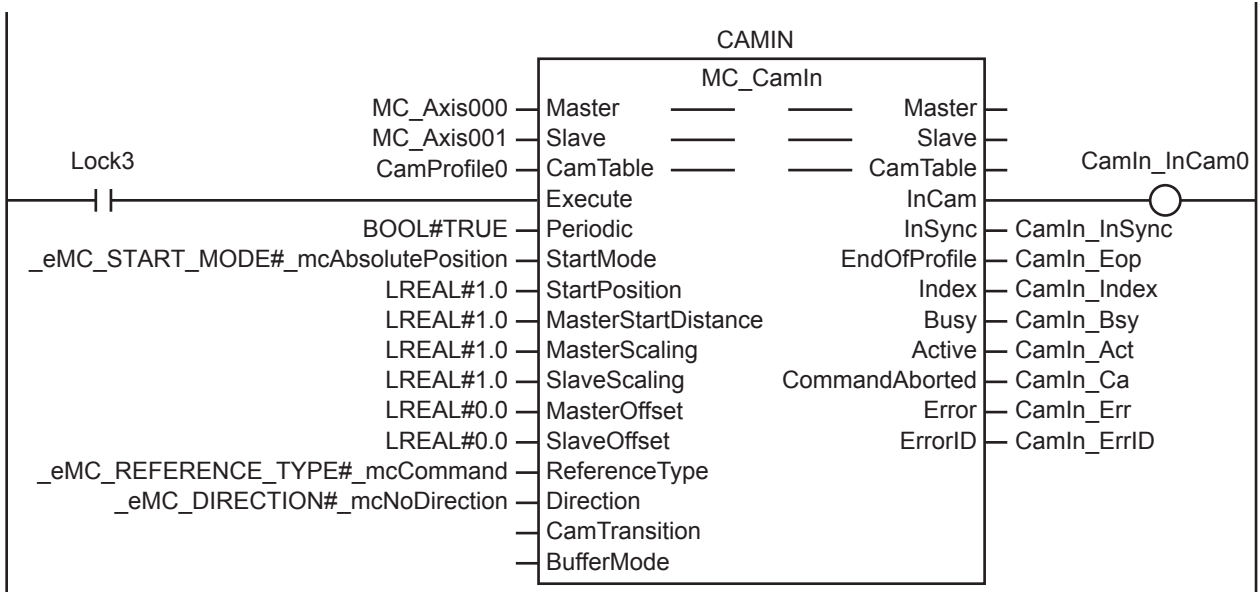 CAMIN
MC_CamIn
MC_Axis000 Master Master
MC_Axis001 Slave Slave
Lock3 CamProfile0 CamTable CamTable CamIn_InCam0
Execute InCam
BOOL#TRUE Periodic InSync CamIn_InSync
_eMC_START_MODE#_mcAbsolutePosition StartMode EndOfProfile CamIn_Eop
LREAL#1.0 StartPosition Index CamIn_Index
LREAL#1.0 MasterStartDistance Busy CamIn_Bsy
LREAL#1.0 MasterScaling Active CamIn_Act
LREAL#1.0 SlaveScaling CommandAborted CamIn_Ca
LREAL#0.0 MasterOffset Error CamIn_Err
LREAL#0.0 SlaveOffset ErrorID CamIn_ErrID
_eMC_REFERENCE_TYPE#_mcCommand ReferenceType
_eMC_DIRECTION#_mcNoDirection Direction
CamTransition
BufferMode